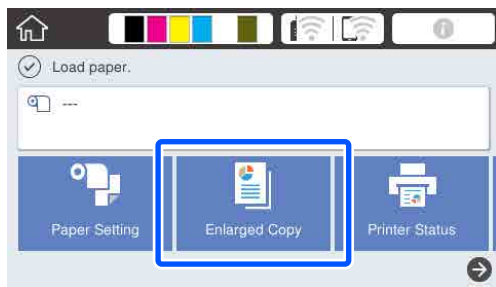 Load paper.
---
Paper Setting
Enlarged Copy
Printer Status